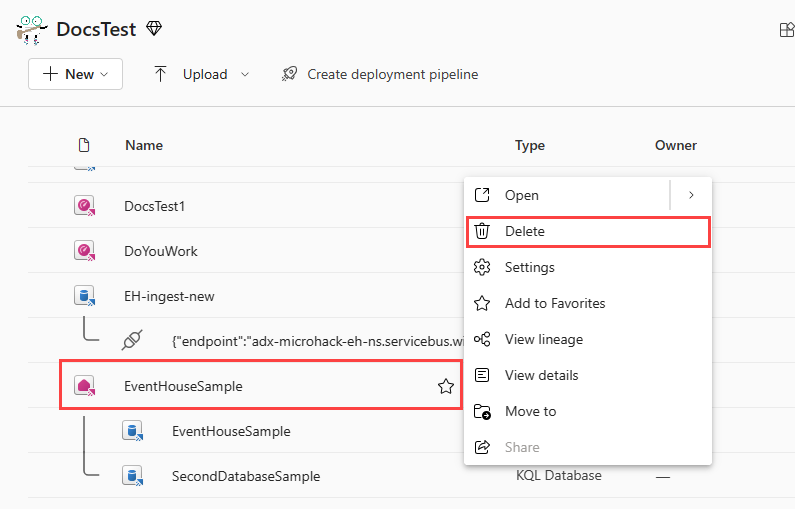 DocsTest
New
Upload
Create deployment pipeline
Name
Type
Owner
DocsTest1
DoYouWork
EH-ingest-new
{"endpoint":"adx-microhack-eh-ns.servicebus.wi
EventHouseSample
EventHouseSample
SecondDatabaseSample
KQL Database
—
Open
Delete
Settings
Add to Favorites
View lineage
View details
Move to
Share